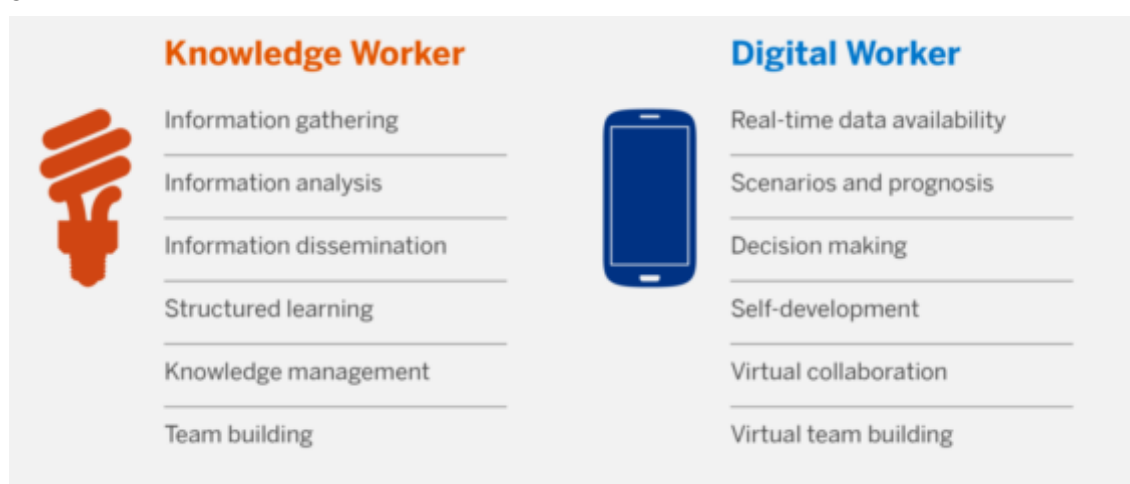 Knowledge Worker
Information gathering
Information analysis
Information dissemination
Structured learning
Knowledge management
Team building
Digital Worker
Real-time data availability
Scenarios and prognosis
Decision making
Self-development
Virtual collaboration
Virtual team building